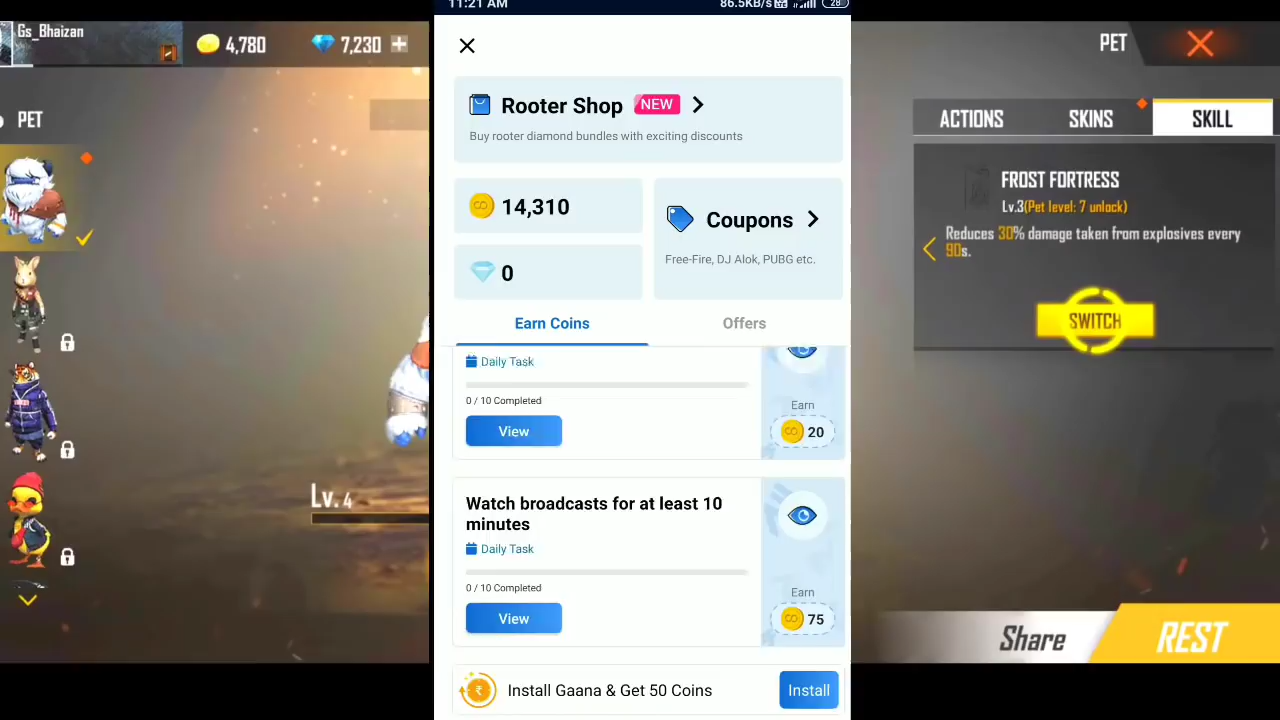 Gs_Bhaizan
4,780
7,230
PET
Lv. 4
11:21 AM
86.5KB/s
28
Rooter Shop NEW
Buy rooter diamond bundles with exciting discounts
14,310
0
Coupons
Free-Fire, DJ Alok, PUBG etc.
Earn Coins
Offers
Daily Task
0 / 10 Completed
View
Earn
20
Watch broadcasts for at least 10
minutes
Daily Task
0 / 10 Completed
View
Earn
75
Install Gaana & Get 50 Coins
Install
PET
ACTIONS
SKINS
SKILL
FROST FORTRESS
Lv.3(Pet level: 7 unlock)
Reduces 30% damage taken from explosives every
90s.
SWITCH
Share
REST